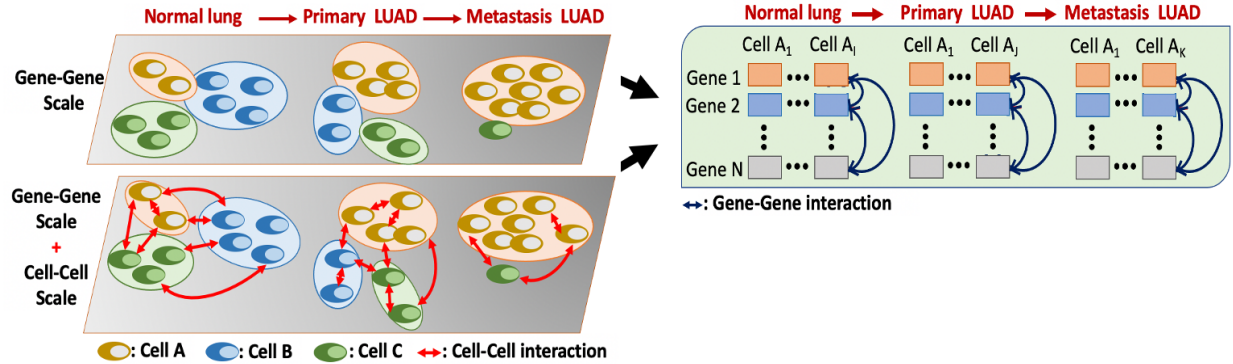 Normal lung Primary LUAD Metastasis LUAD
Gene-Gene
Scale
Gene-Gene
Scale
+
Cell-Cell
Scale
: Cell A : Cell B : Cell C : Cell-Cell interaction
Normal lung Primary LUAD Metastasis LUAD
Cell A1 Cell AI Cell A1 Cell AJ Cell A1 Cell AK
Gene 1
Gene 2
Gene N
: Gene-Gene interaction